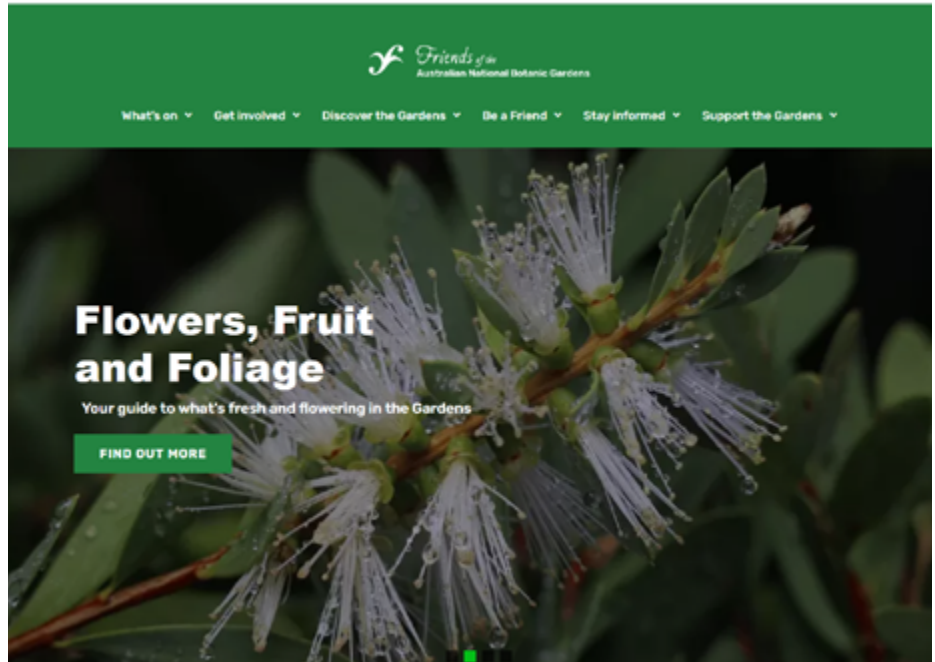 Friends of the
Australian National Botanic Gardens
What's on Get involved Discover the Gardens Be a Friend Stay informed Support the Gardens
Flowers, Fruit
and Foliage
Your guide to what's fresh and flowering in the Gardens
FIND OUT MORE